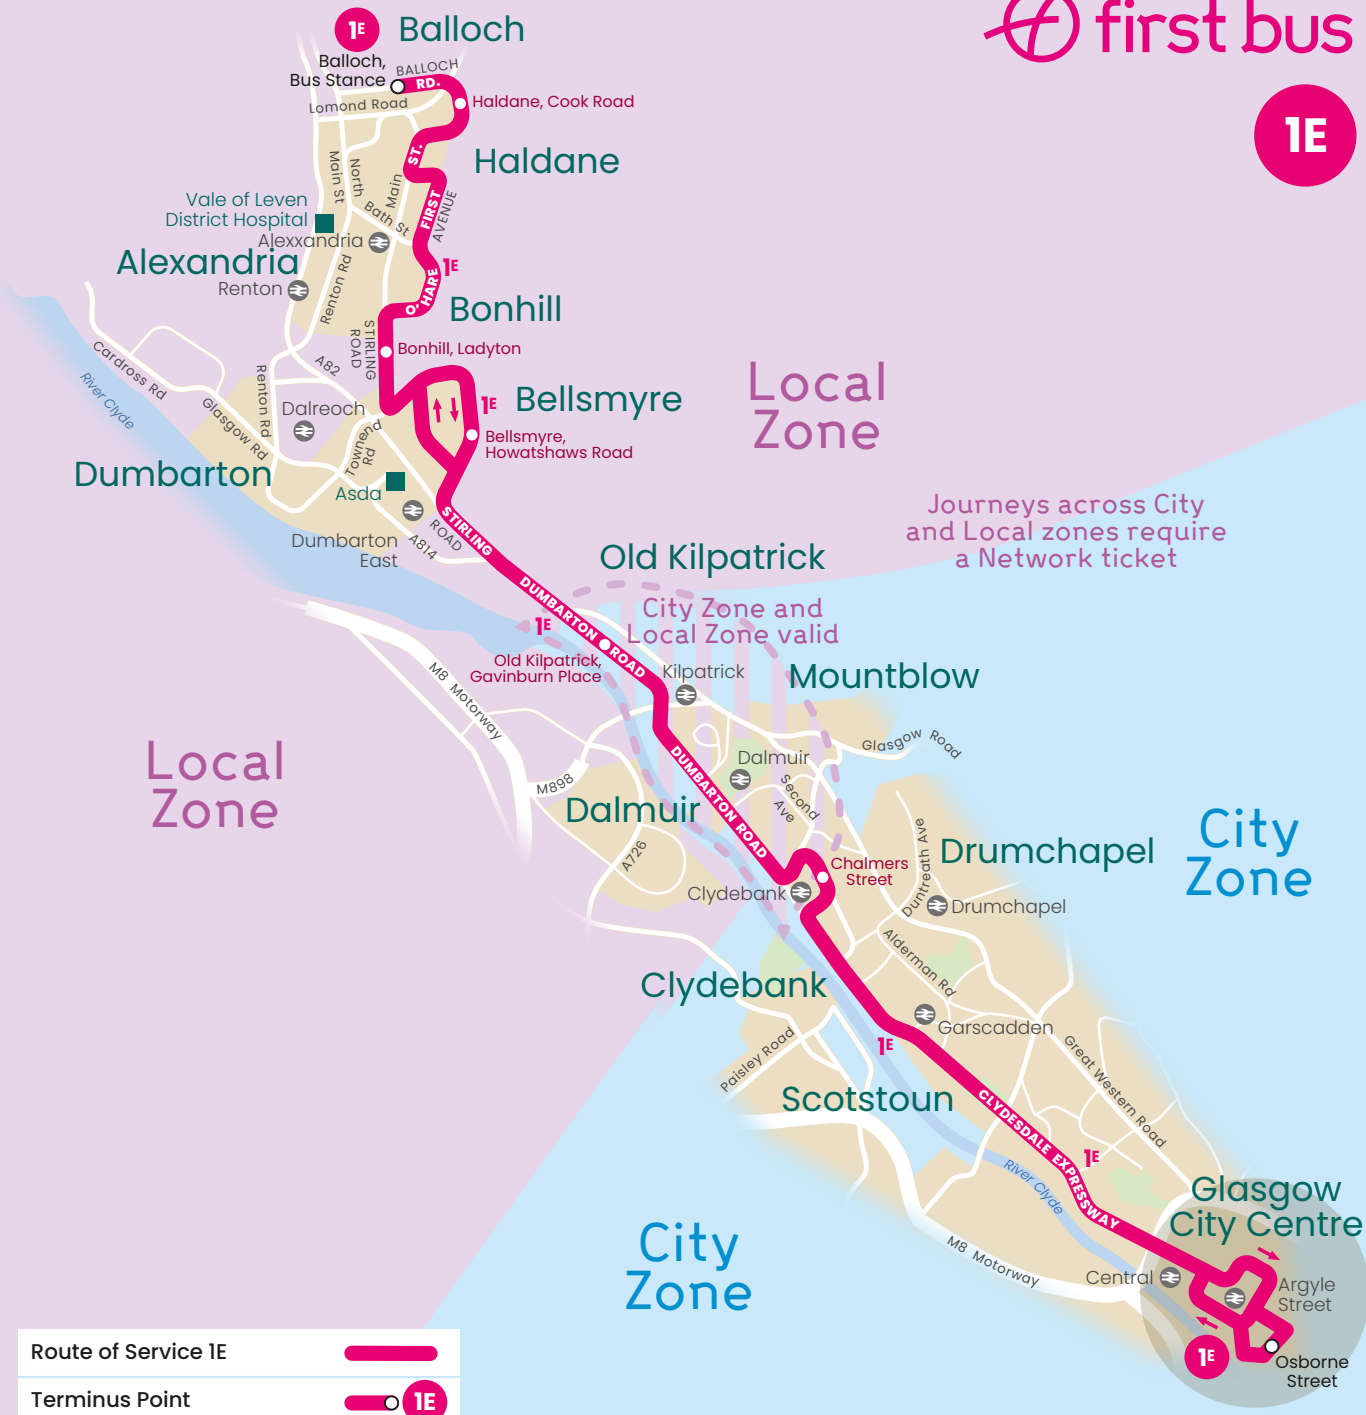 1E
Balloch
first bus
Balloch,
Bus Stance
BALLOCH
RD.
Lomond Road
Haldane, Cook Road
1E
ST.
Haldane
Main St
North
Main
FIRST
AVENUE
Vale of Leven
District Hospital
Bath St
Alexxandria
Alexandria
Renton
Renton Rd
1E
O'HARE
Bonhill
STIRLING
ROAD
Bonhill, Ladyton
Cardross Rd
A82
River Clyde
Renton Rd
Glasgow Rd
Dalreoch
Townend
Rd
1E
Bellsmyre
Bellsmyre,
Howatshaws Road
Local
Zone
Dumbarton
Asda
Dumbarton
East
A814
ROAD
STIRLING
Journeys across City
and Local zones require
a Network ticket
Old Kilpatrick
DUMBARTON
ROAD
1E
City Zone and
Local Zone valid
Old Kilpatrick,
Gavinburn Place
Kilpatrick
Mountblow
M8 Motorway
Glasgow Road
Local
Zone
M898
DUMBARTON ROAD
Dalmuir
Second
Ave
Dalmuir
A726
City
Zone
Duntreath Ave
Drumchapel
Chalmers
Street
Clydebank
Drumchapel
Alderman Rd
Clydebank
Garscadden
1E
Paisley Road
Great Western Road
Scotstoun
CLYDESDALE EXPRESSWAY
1E
River Clyde
Glasgow
City Centre
City
Zone
M8 Motorway
Central
Argyle
Street
1E
Osborne
Street
Route of Service 1E
Terminus Point
1E